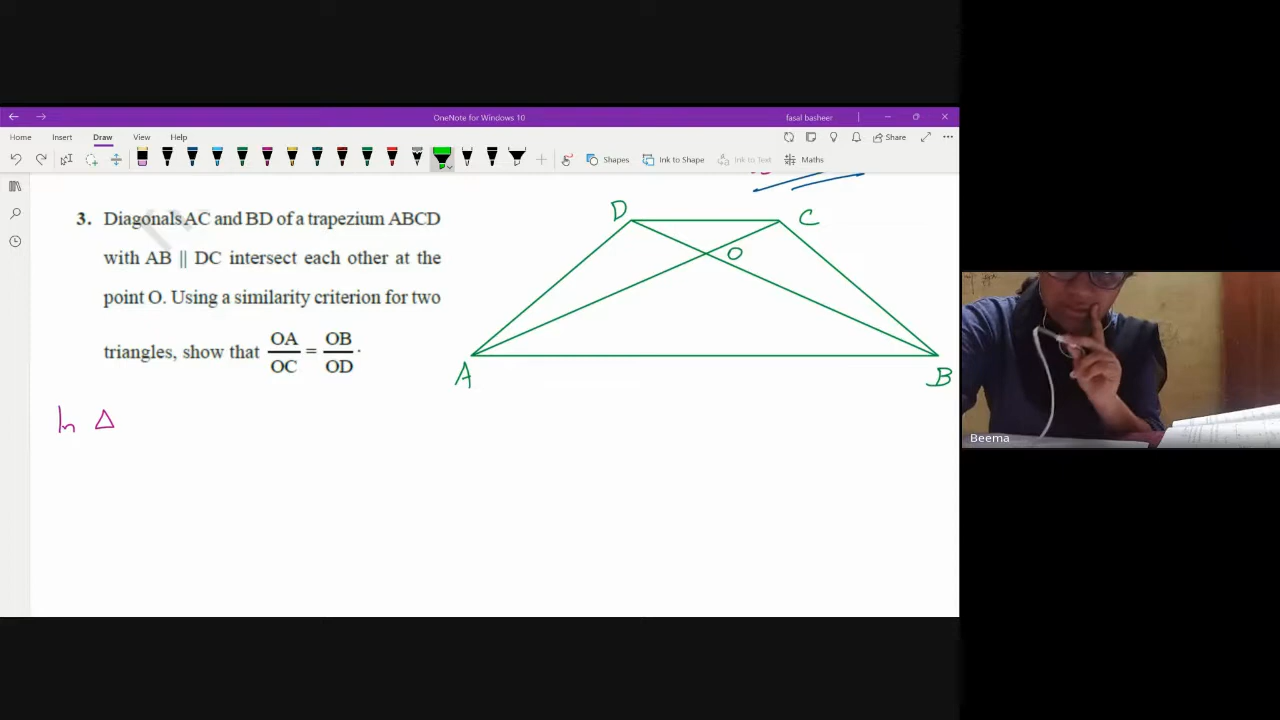 OneNote for Windows 10
fasal basheer
Home Insert Draw View Help
Share
Shapes
Ink to Shape
Ink to Text
Maths
3. Diagonals AC and BD of a trapezium ABCD
with AB || DC intersect each other at the
point O. Using a similarity criterion for two
triangles, show that OA/OC = OB/OD.
D
C
O
A
B
In Δ
Beema